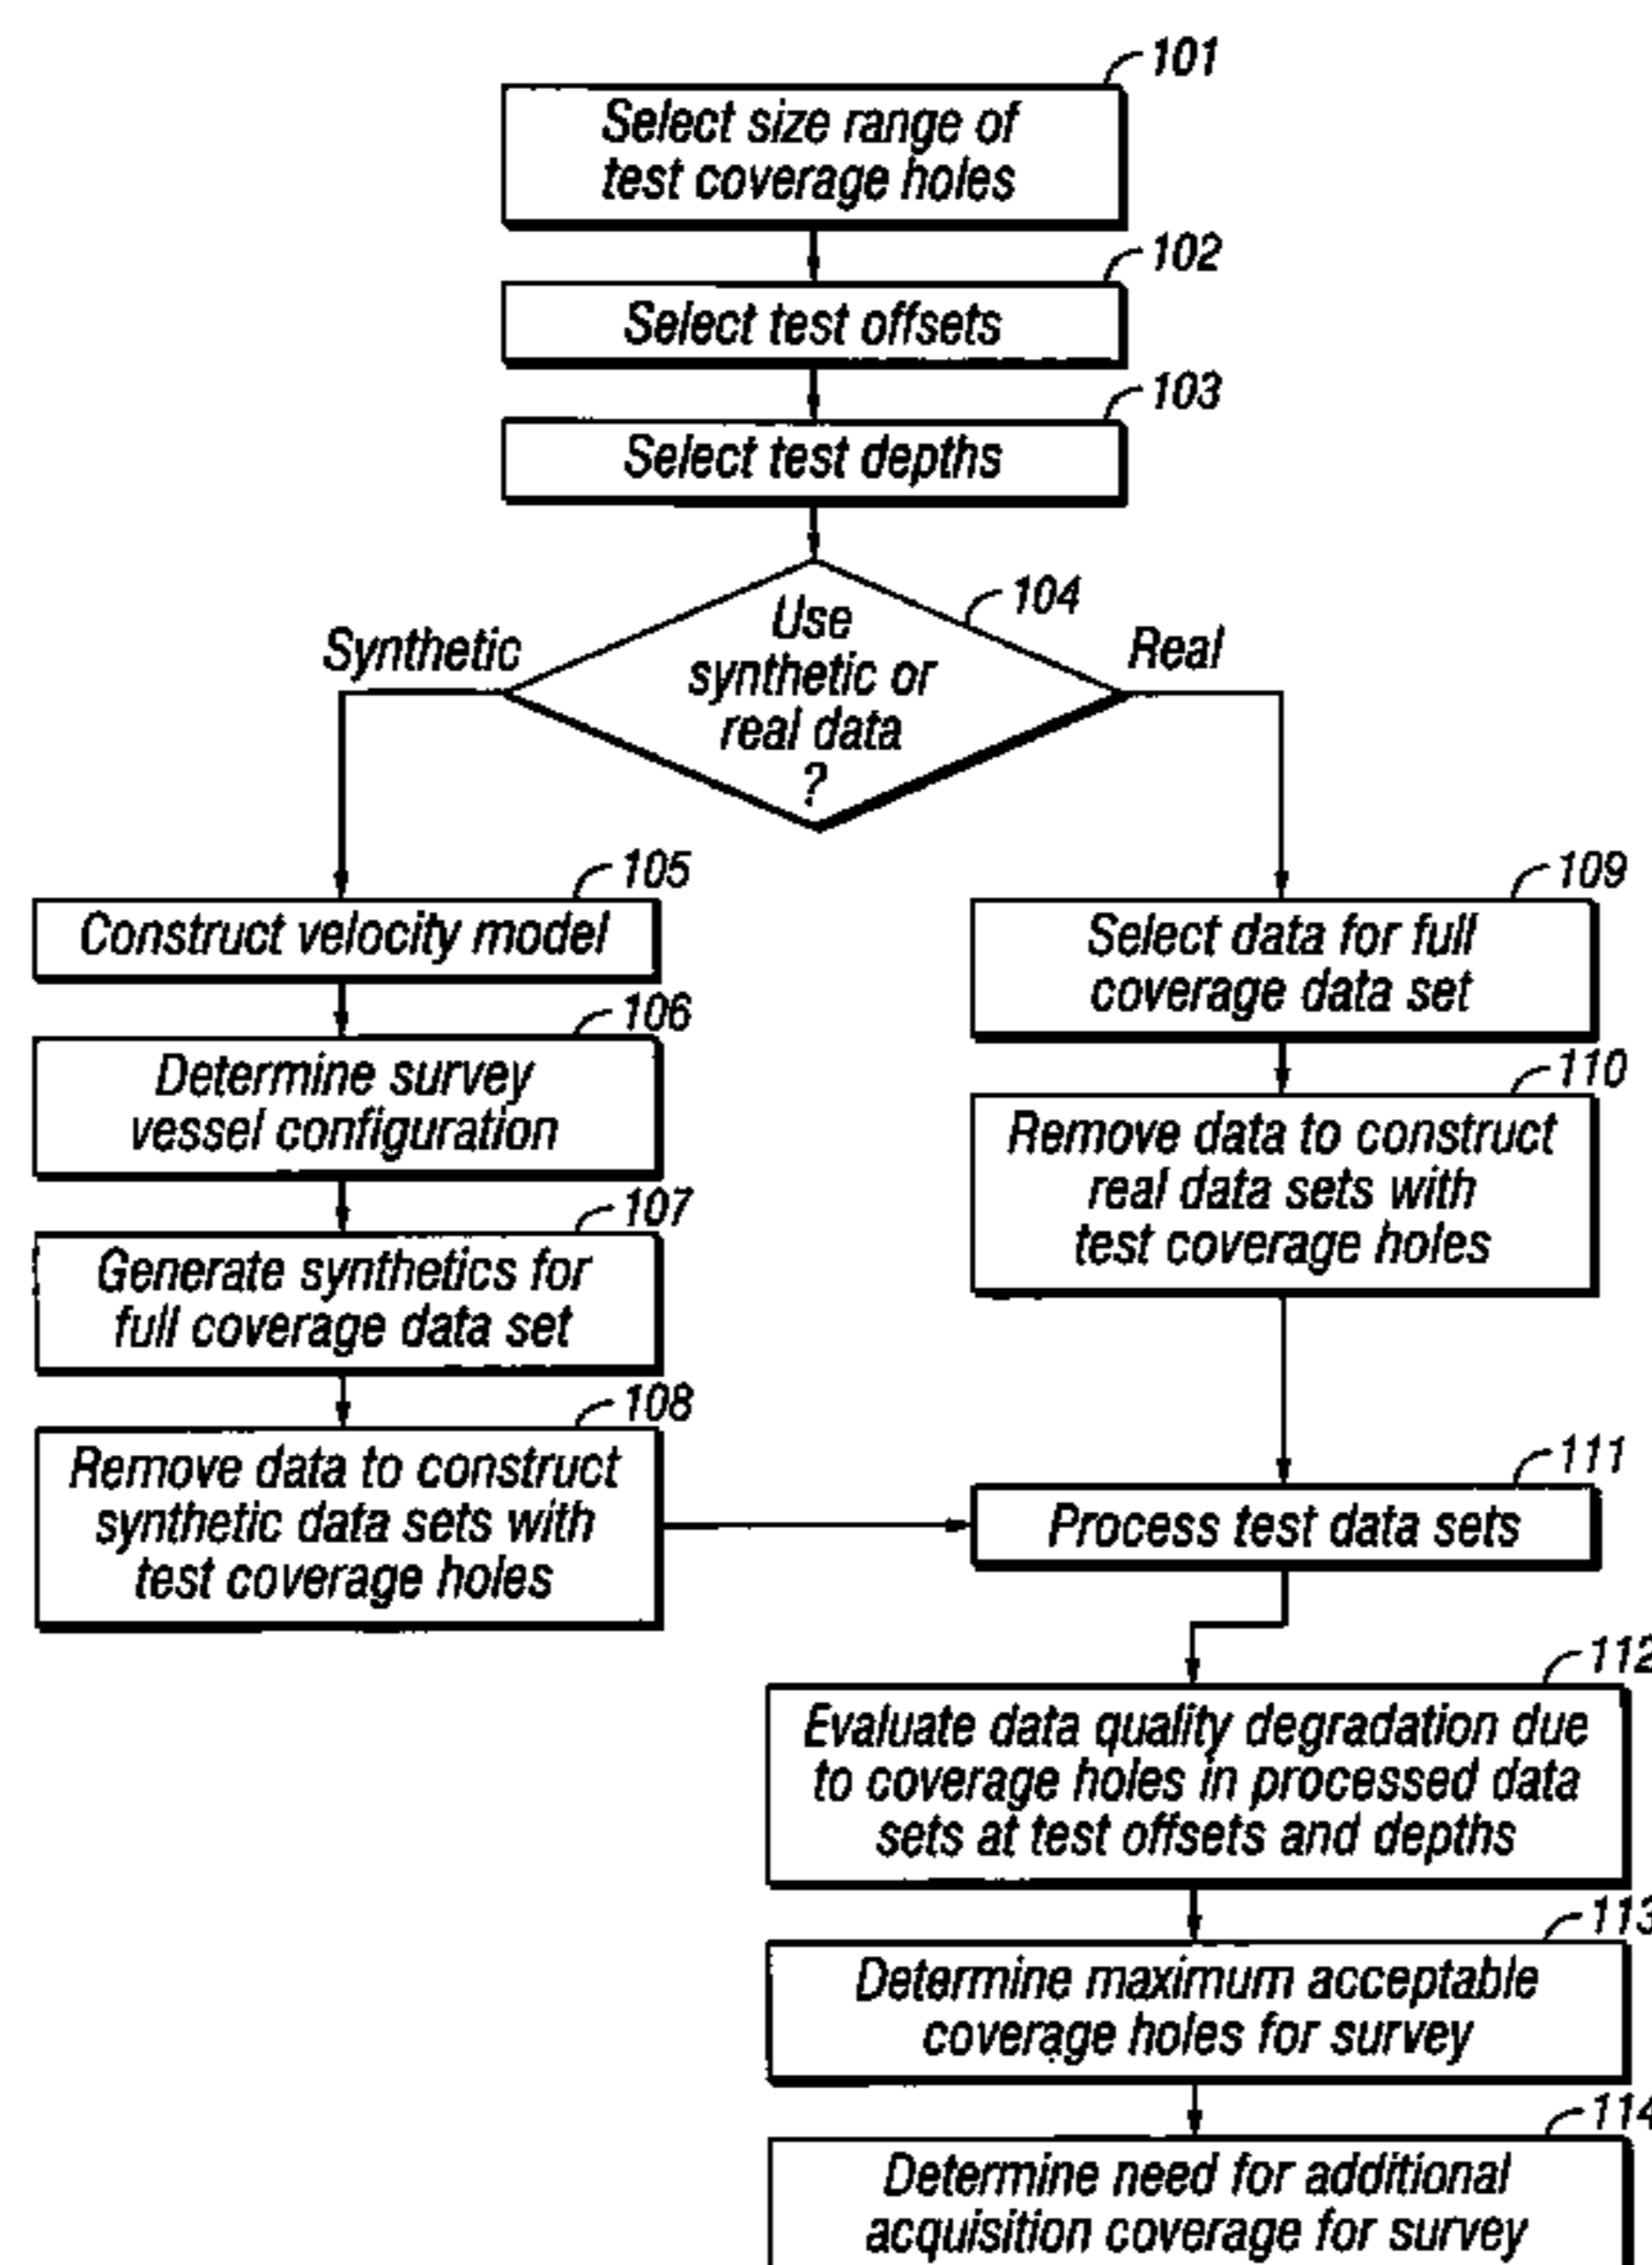 101
Select size range of
test coverage holes
102
Select test offsets
103
Select test depths
104
Use
synthetic or
real data
?
Synthetic
Real
105
Construct velocity model
106
Determine survey
vessel configuration
107
Generate synthetics for
full coverage data set
108
Remove data to construct
synthetic data sets with
test coverage holes
109
Select data for full
coverage data set
110
Remove data to construct
real data sets with
test coverage holes
111
Process test data sets
112
Evaluate data quality degradation due
to coverage holes in processed data
sets at test offsets and depths
113
Determine maximum acceptable
coverage holes for survey
114
Determine need for additional
acquisition coverage for survey